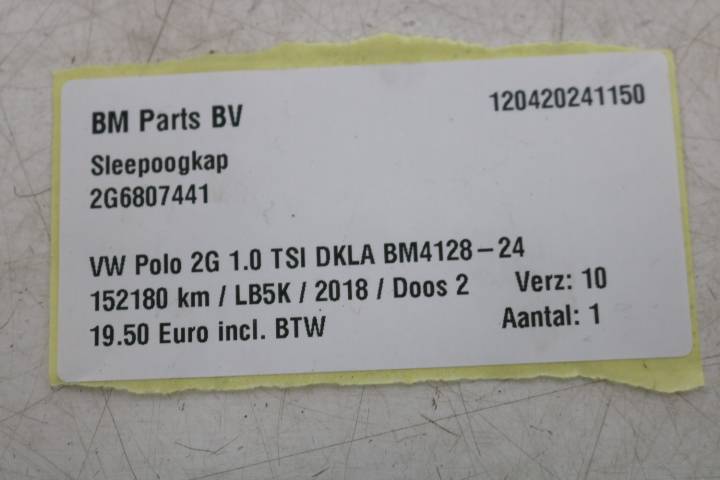 BM Parts BV 120420241150
Sleepoogkap
2G6807441
VW Polo 2G 1.0 TSI DKLA BM4128-24
152180 km / LB5K / 2018 / Doos 2 Verz: 10
19.50 Euro incl. BTW Aantal: 1